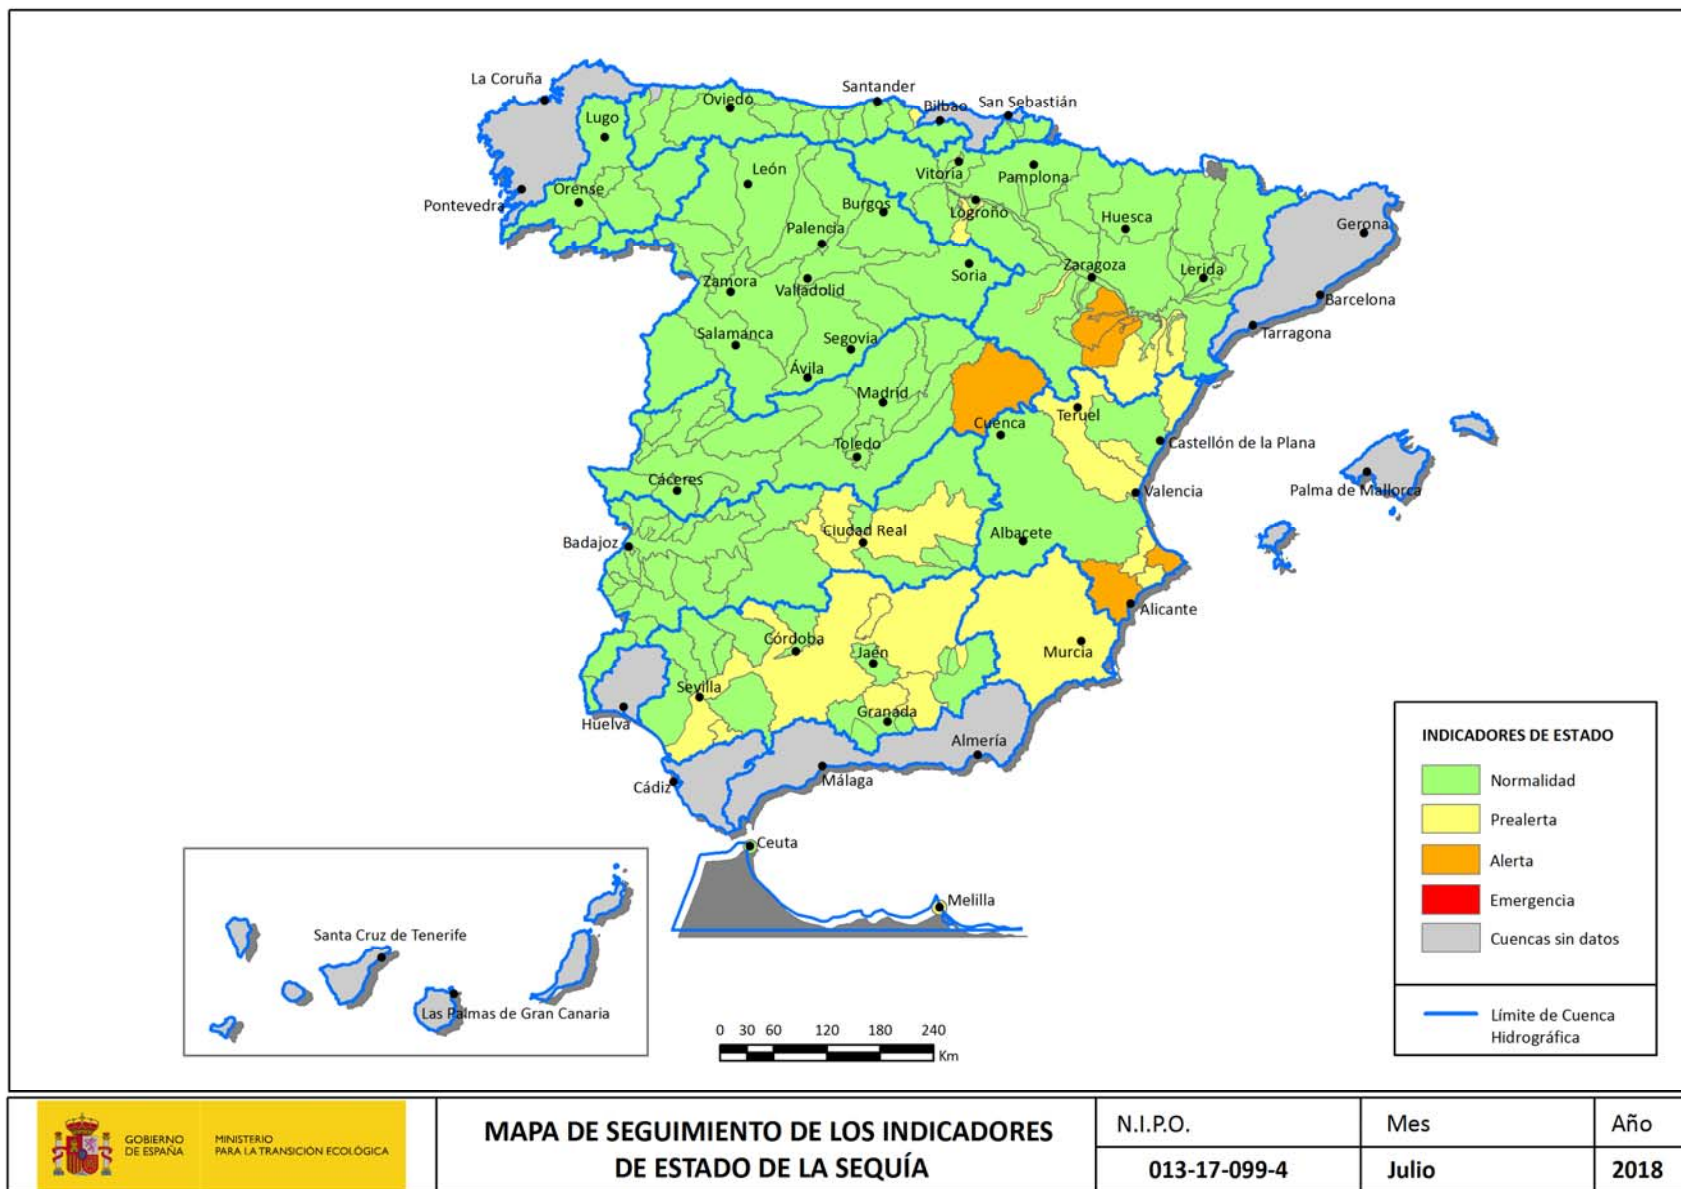 La Coruña
Santander
Oviedo
Bilbao
San Sebastián
Lugo
León
Vitoria
Pamplona
Orense
Pontevedra
Burgos
Logroño
Huesca
Gerona
Palencia
Soria
Zaragoza
Lerida
Zamora
Valladolid
Barcelona
Salamanca
Segovia
Tarragona
Ávila
Madrid
Teruel
Cuenca
Toledo
Castellón de la Plana
Cáceres
Valencia
Palma de Mallorca
Ciudad Real
Albacete
Badajoz
Alicante
Córdoba
Jaén
Murcia
Sevilla
Granada
Huelva
Almería
Cádiz
Málaga
Ceuta
Melilla
Santa Cruz de Tenerife
Las Palmas de Gran Canaria
0 30 60 120 180 240
Km
INDICADORES DE ESTADO
Normalidad
Prealerta
Alerta
Emergencia
Cuencas sin datos
Límite de Cuenca
Hidrográfica
GOBIERNO
DE ESPAÑA
MINISTERIO
PARA LA TRANSICIÓN ECOLÓGICA
MAPA DE SEGUIMIENTO DE LOS INDICADORES
DE ESTADO DE LA SEQUÍA
N.I.P.O.
013-17-099-4
Mes
Julio
Año
2018